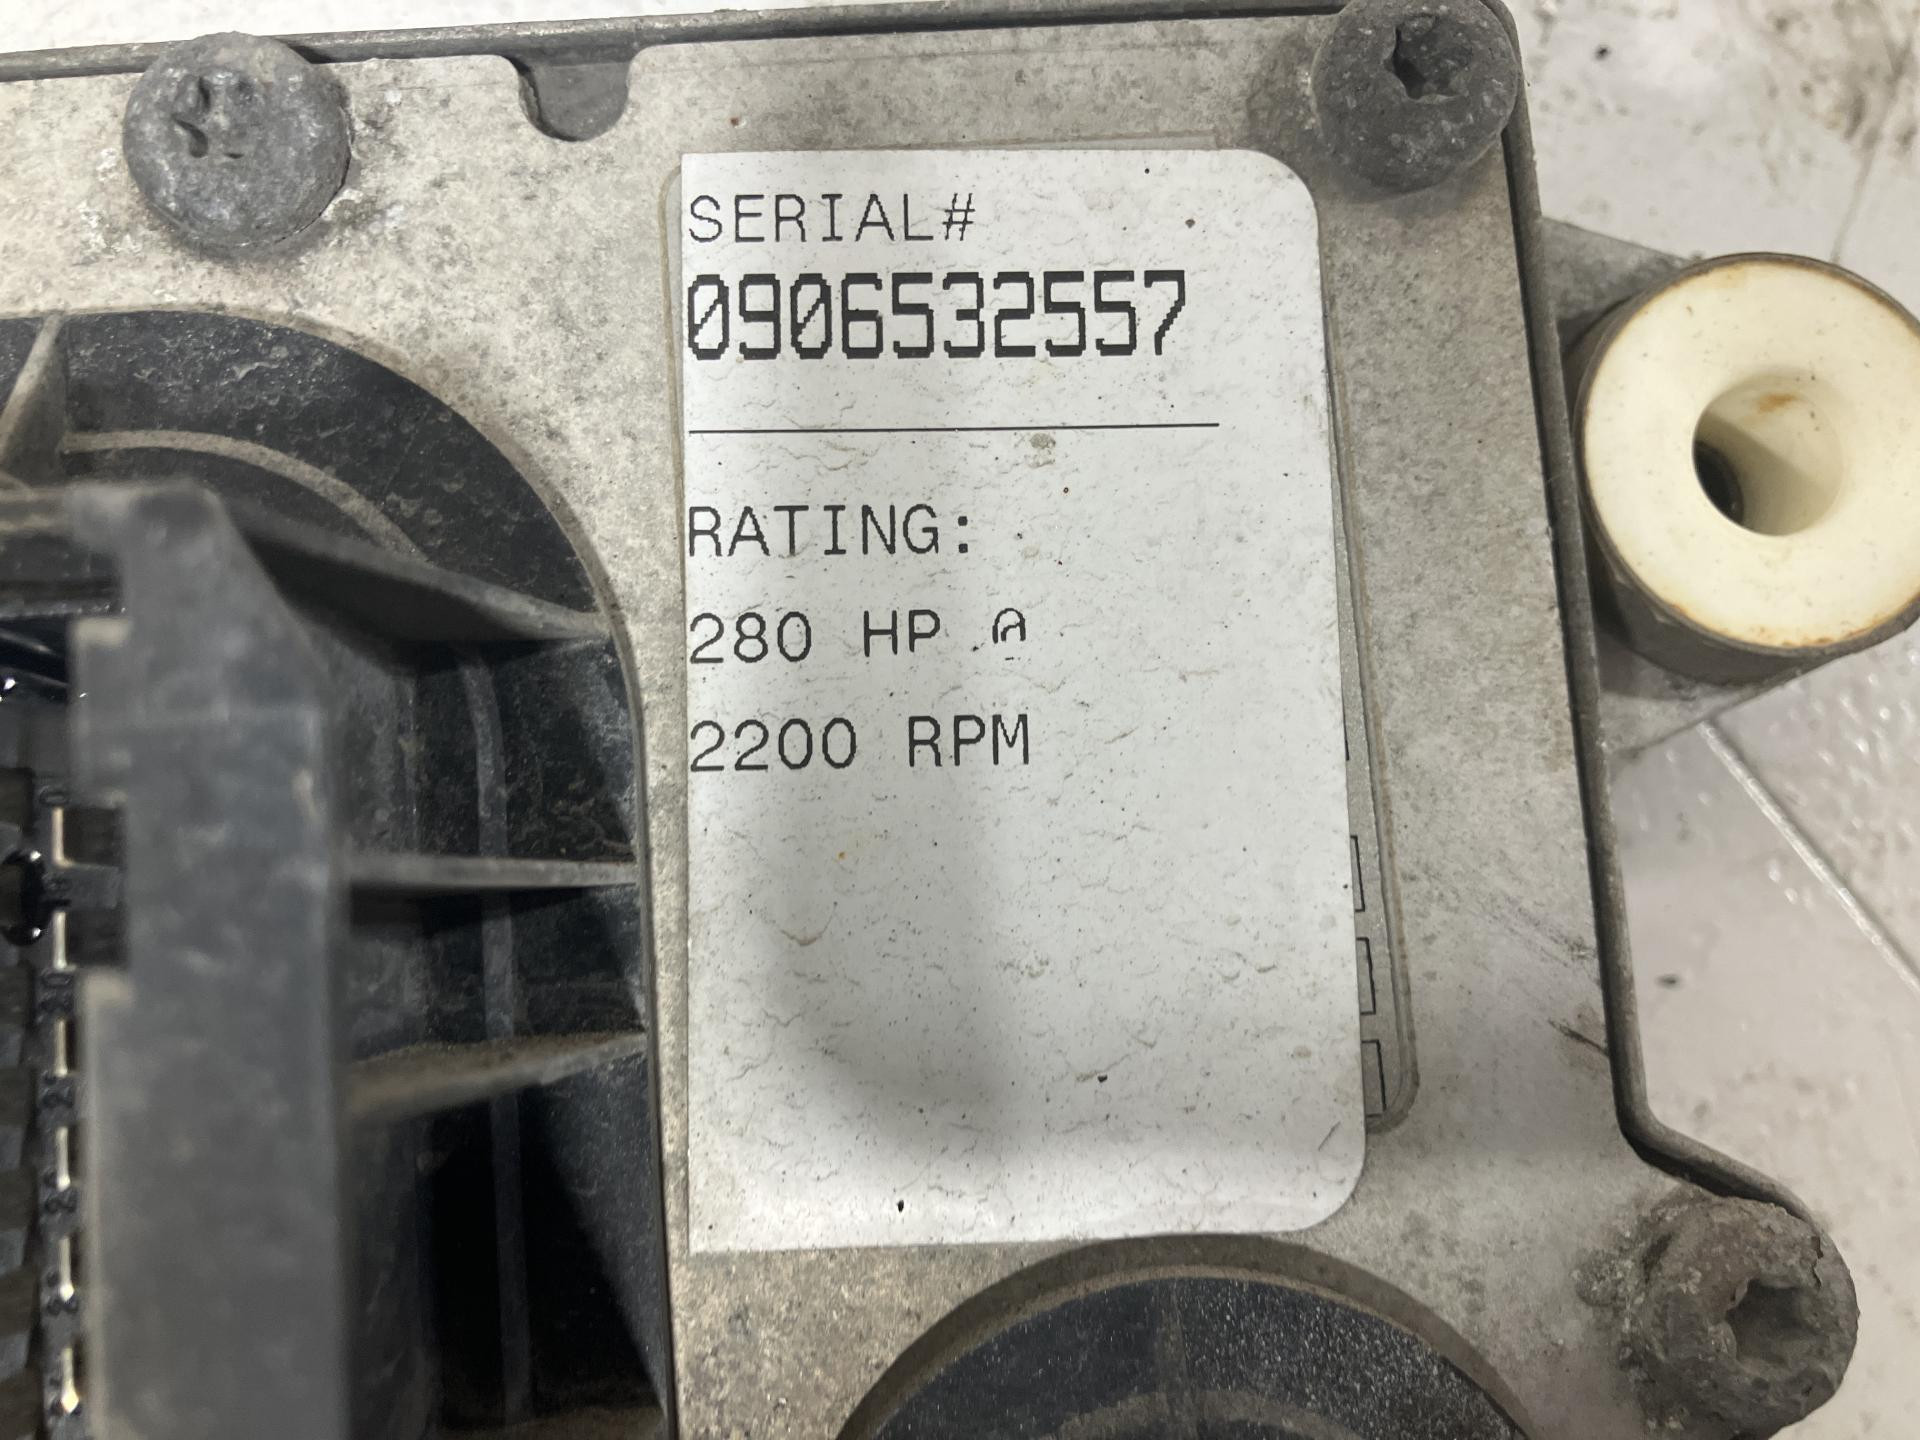 SERIAL#
0906532557
RATING:
280 HP @
2200 RPM